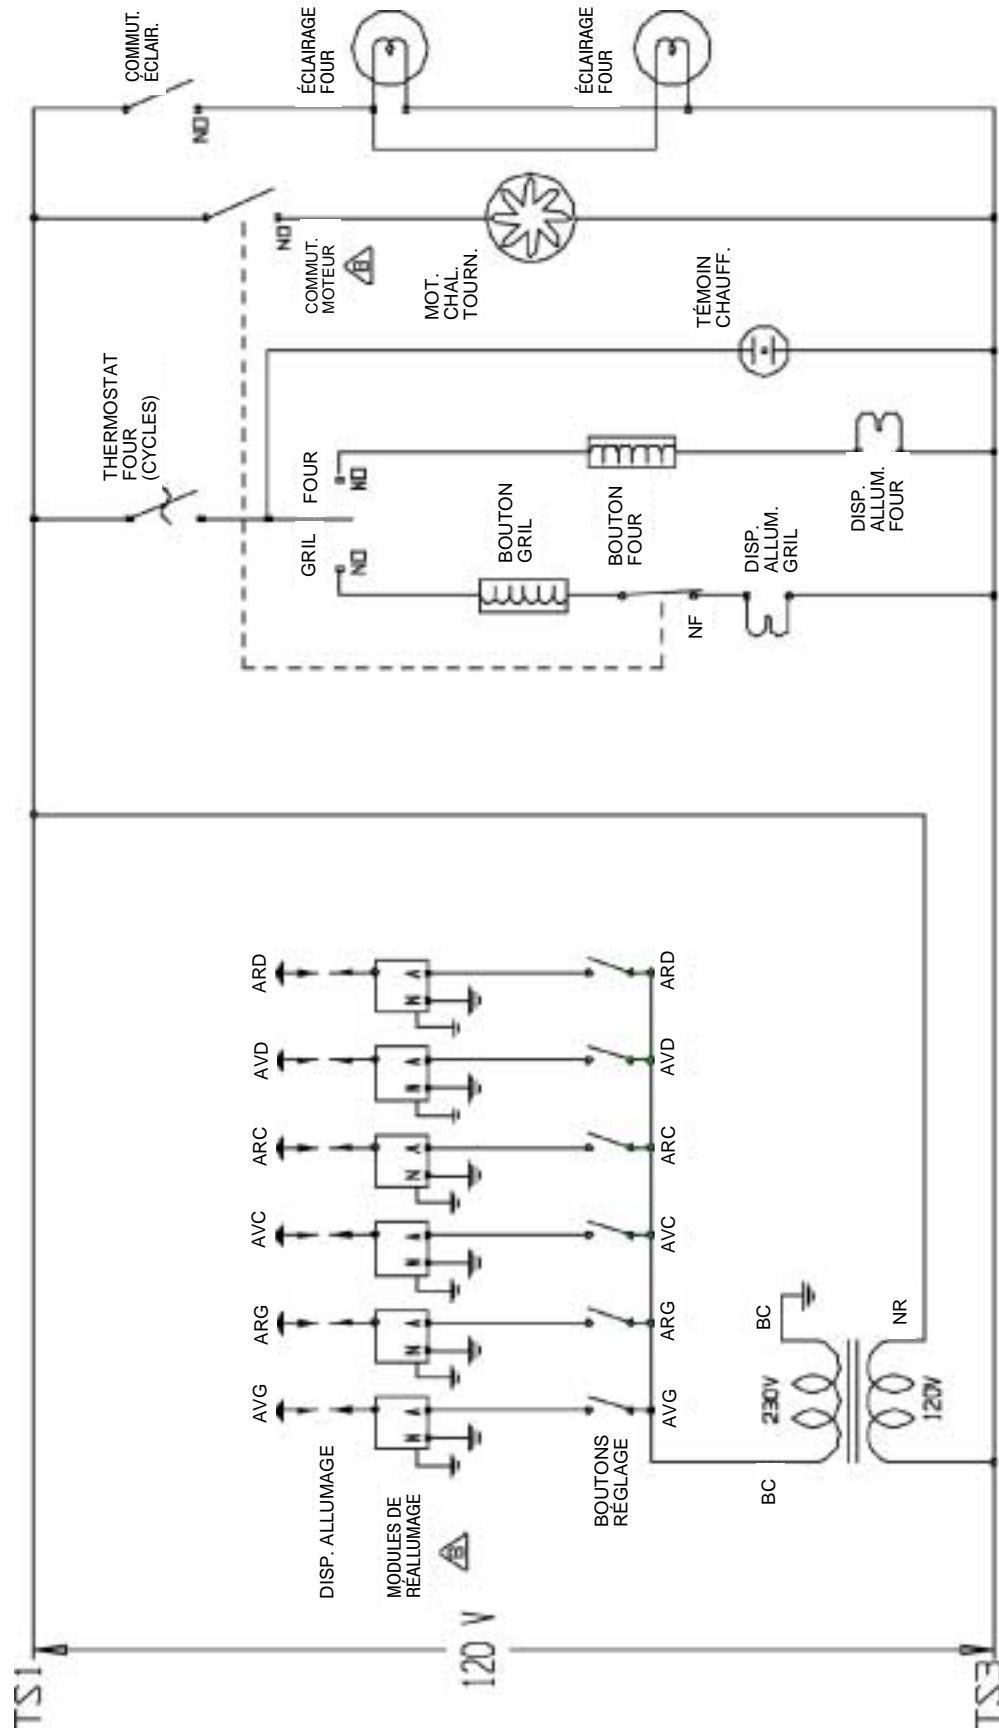 COMMUT.
ÉCLAIR.
NO
ÉCLAIRAGE
FOUR
ÉCLAIRAGE
FOUR
NO
COMMUT.
MOTEUR
B
MOT.
CHAL.
TOURN.
TÉMOIN
CHAUFF.
THERMOSTAT
FOUR
(CYCLES)
FOUR
NO
GRIL
NO
BOUTON
GRIL
BOUTON
FOUR
NF
DISP.
ALLUM.
GRIL
DISP.
ALLUM.
FOUR
ARD
V
N
ARD
AVD
V
N
AVD
ARC
V
N
ARC
AVC
V
N
AVC
ARG
V
N
ARG
AVG
V
N
AVG
DISP. ALLUMAGE
MODULES DE
RÉALLUMAGE
BOUTONS
RÉGLAGE
BC
BC
230V
120V
NR
120 V
TS1